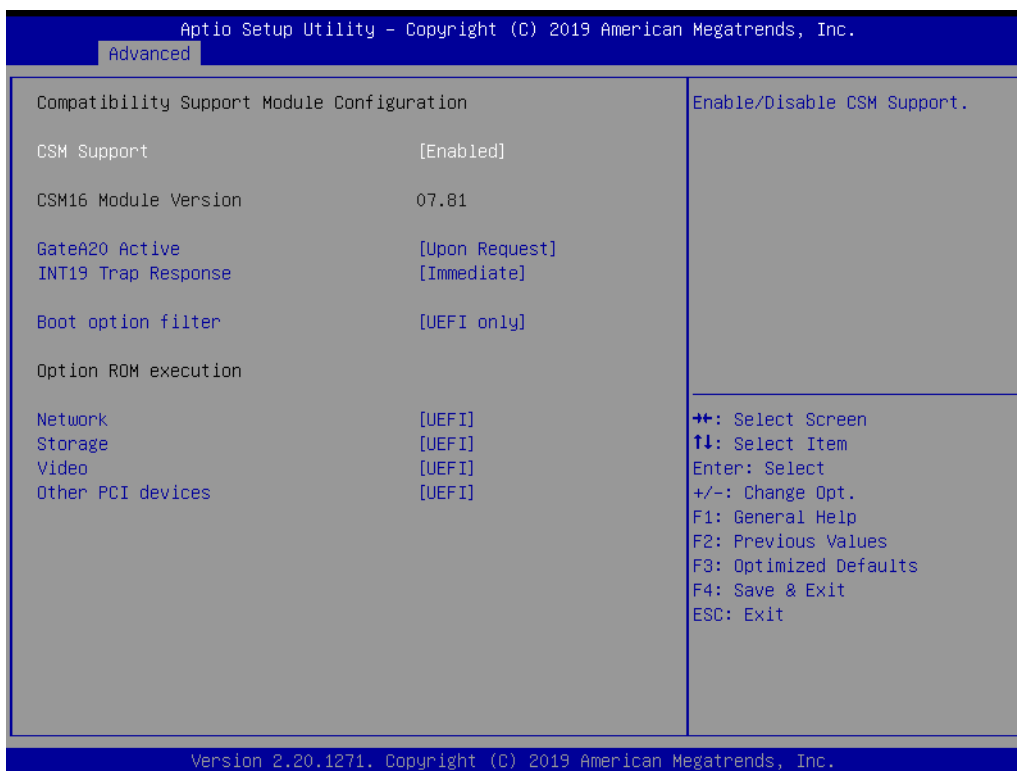 Aptio Setup Utility – Copyright (C) 2019 American Megatrends, Inc.
Advanced
Compatibility Support Module Configuration
CSM Support [Enabled]
CSM16 Module Version 07.81
GateA20 Active [Upon Request]
INT19 Trap Response [Immediate]
Boot option filter [UEFI only]
Option ROM execution
Network [UEFI]
Storage [UEFI]
Video [UEFI]
Other PCI devices [UEFI]
Enable/Disable CSM Support.
→←: Select Screen
↑↓: Select Item
Enter: Select
+/-: Change Opt.
F1: General Help
F2: Previous Values
F3: Optimized Defaults
F4: Save & Exit
ESC: Exit
Version 2.20.1271. Copyright (C) 2019 American Megatrends, Inc.